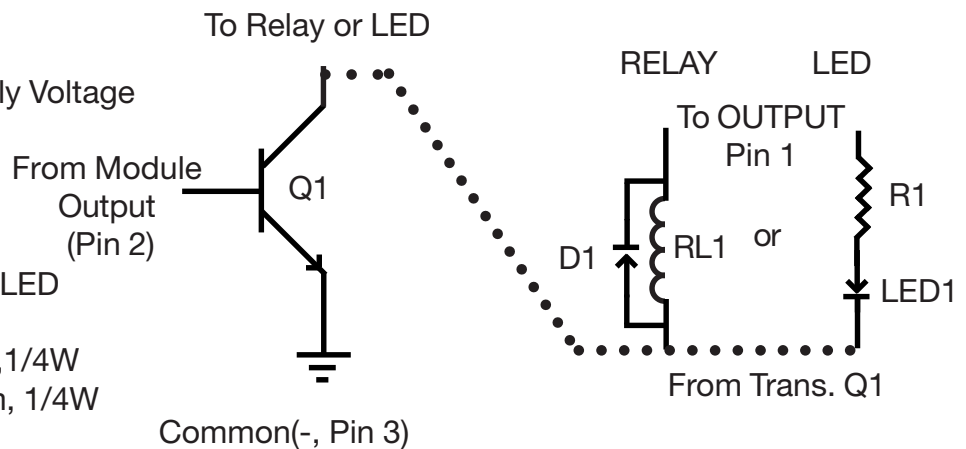 To Relay or LED
RELAY
LED
ly Voltage
To OUTPUT
Pin 1
From Module
Output
(Pin 2)
Q1
R1
D1
RL1
or
LED
LED1
,1/4W
, 1/4W
From Trans. Q1
Common(-, Pin 3)